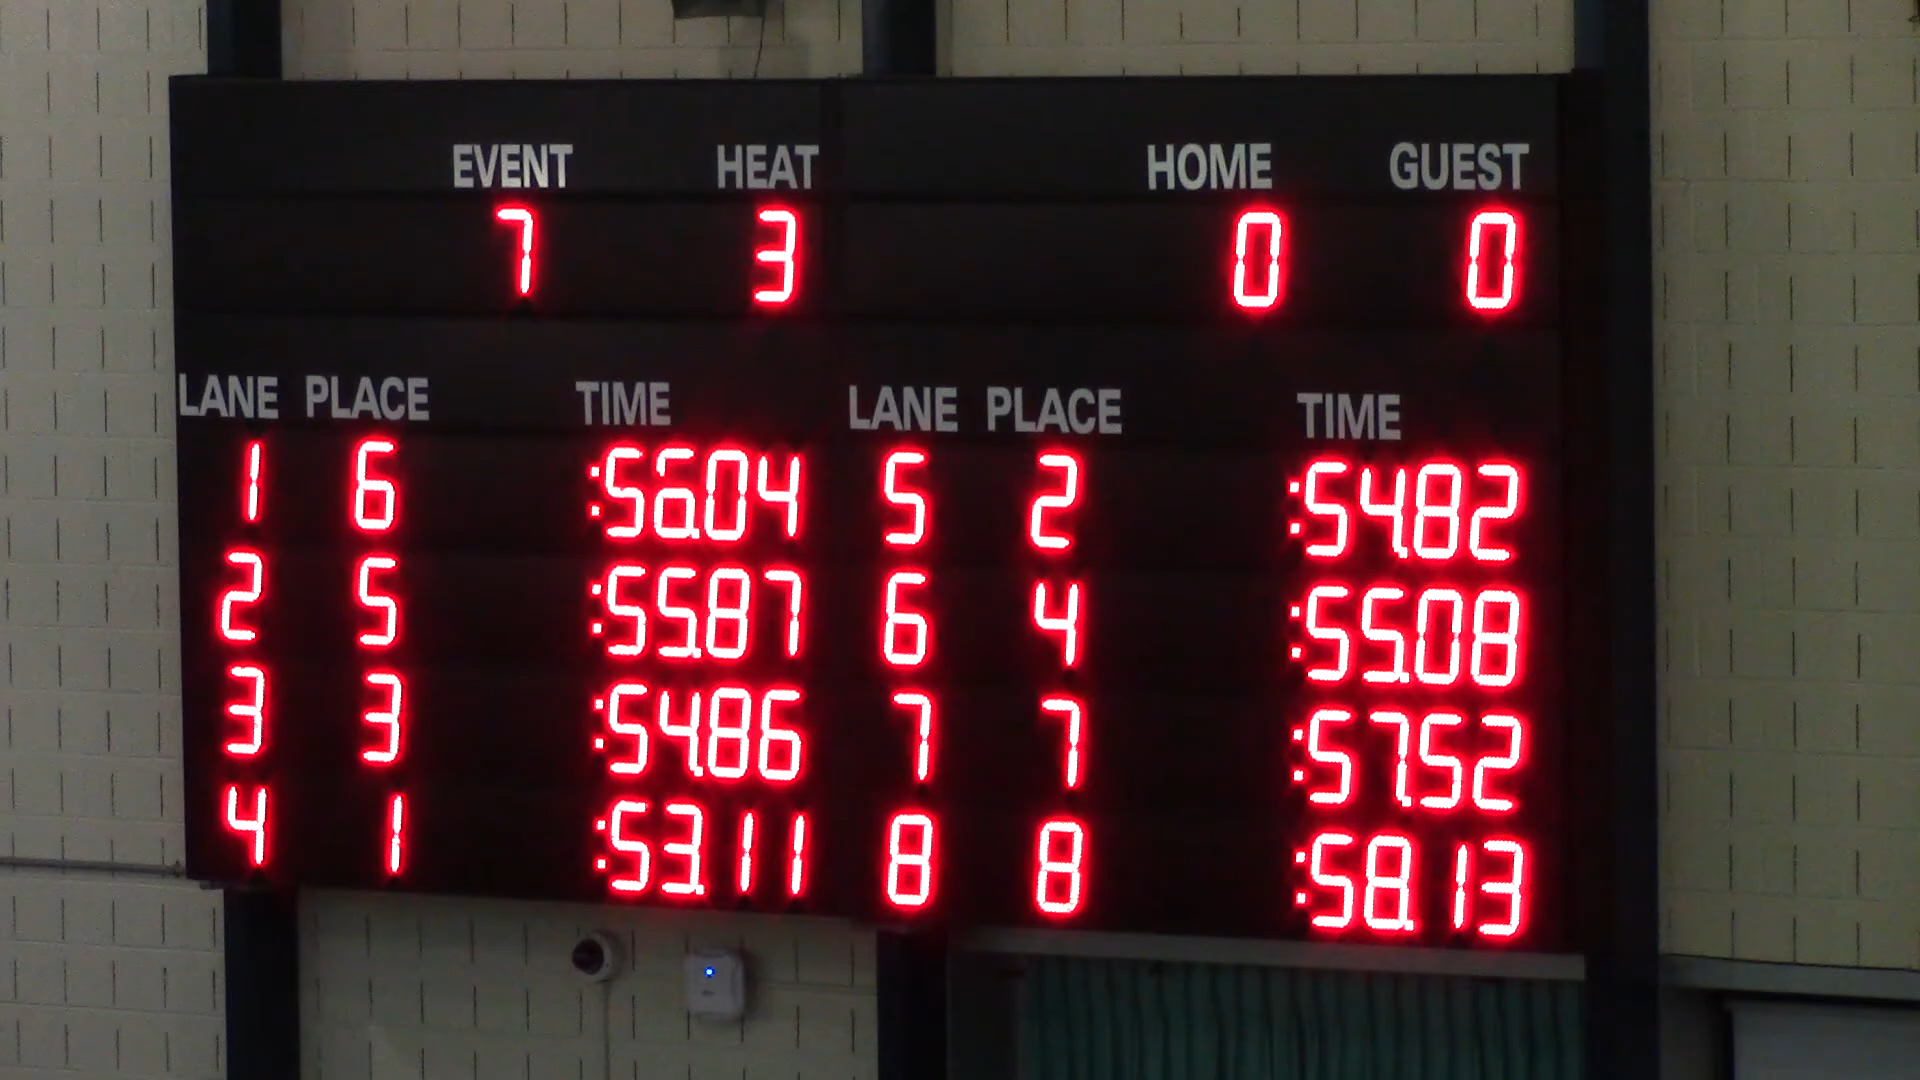 EVENT HEAT HOME GUEST
7 3 0 0
LANE PLACE TIME LANE PLACE TIME
1 6 :56.04 5 2 :54.82
2 5 :55.87 6 4 :55.08
3 3 :54.86 7 7 :57.52
4 1 :53.11 8 8 :58.13